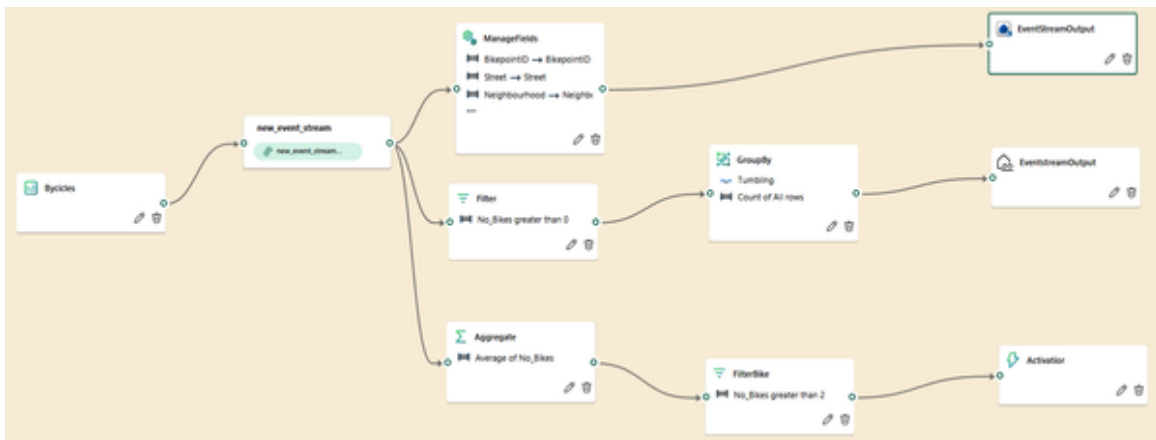 Bycicles
new_event_stream
new_event_stream...
ManageFields
BikepointID → BikepointID
Street → Street
Neighbourhood → Neighbo
...
EventStreamOutput
Filter
No_Bikes greater than 0
GroupBy
Tumbling
Count of All rows
EventstreamOutput
Aggregate
Average of No_Bikes
FilterBike
No_Bikes greater than 2
Activatior